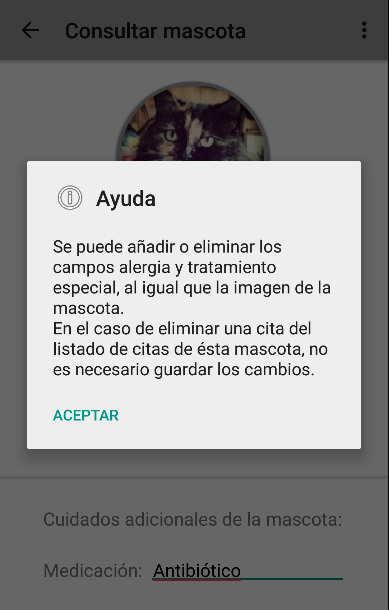 Consultar mascota
Ayuda
Se puede añadir o eliminar los
campos alergia y tratamiento
especial, al igual que la imagen de la
mascota.
En el caso de eliminar una cita del
listado de citas de ésta mascota, no
es necesario guardar los cambios.
ACEPTAR
Cuidados adicionales de la mascota:
Medicación: Antibiótico